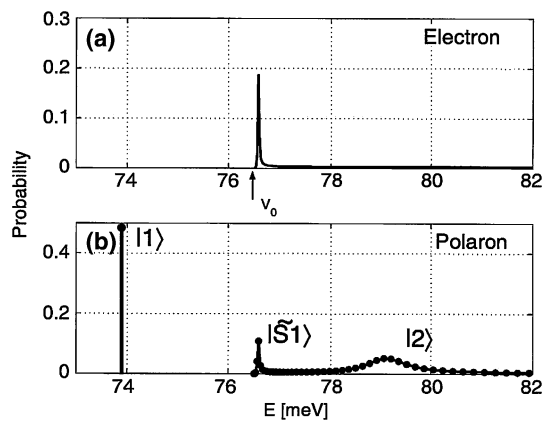 0.3
(a)
Electron
0.2
0.1
0
74
76
78
80
82
V₀
Probability
(b)
Polaron
0.4
|1⟩
0.2
|S̃1⟩
|2⟩
0
74
76
78
80
82
E [meV]